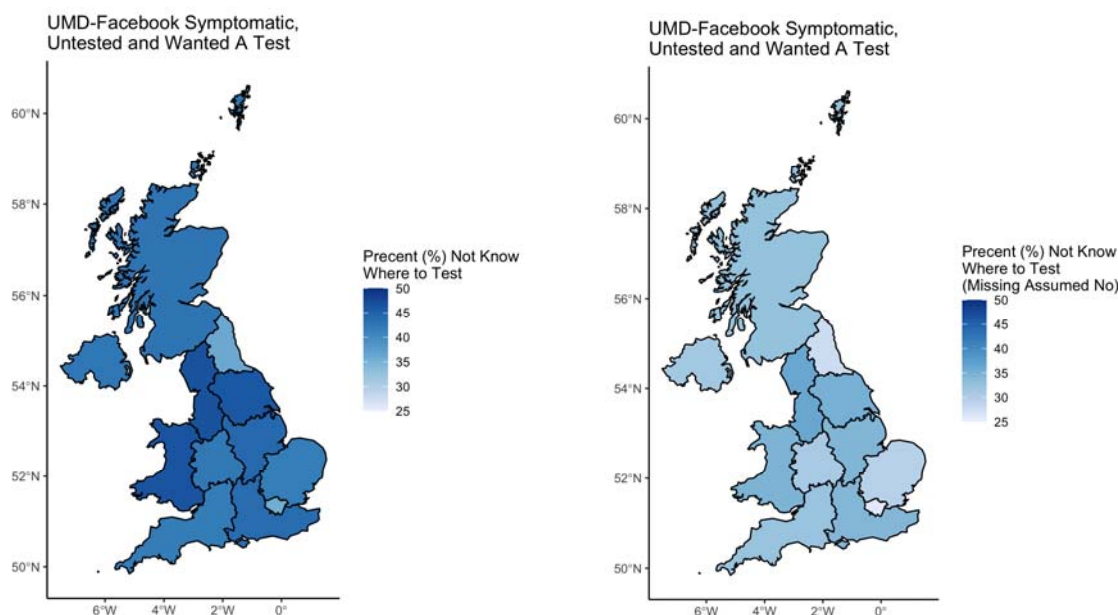 UMD-Facebook Symptomatic,
Untested and Wanted A Test
60°N
58°N
56°N
54°N
52°N
50°N
6°W
4°W
2°W
0°
Precent (%) Not Know
Where to Test
50
45
40
35
30
25
UMD-Facebook Symptomatic,
Untested and Wanted A Test
60°N
58°N
56°N
54°N
52°N
50°N
6°W
4°W
2°W
0°
Precent (%) Not Know
Where to Test
(Missing Assumed No)
50
45
40
35
30
25